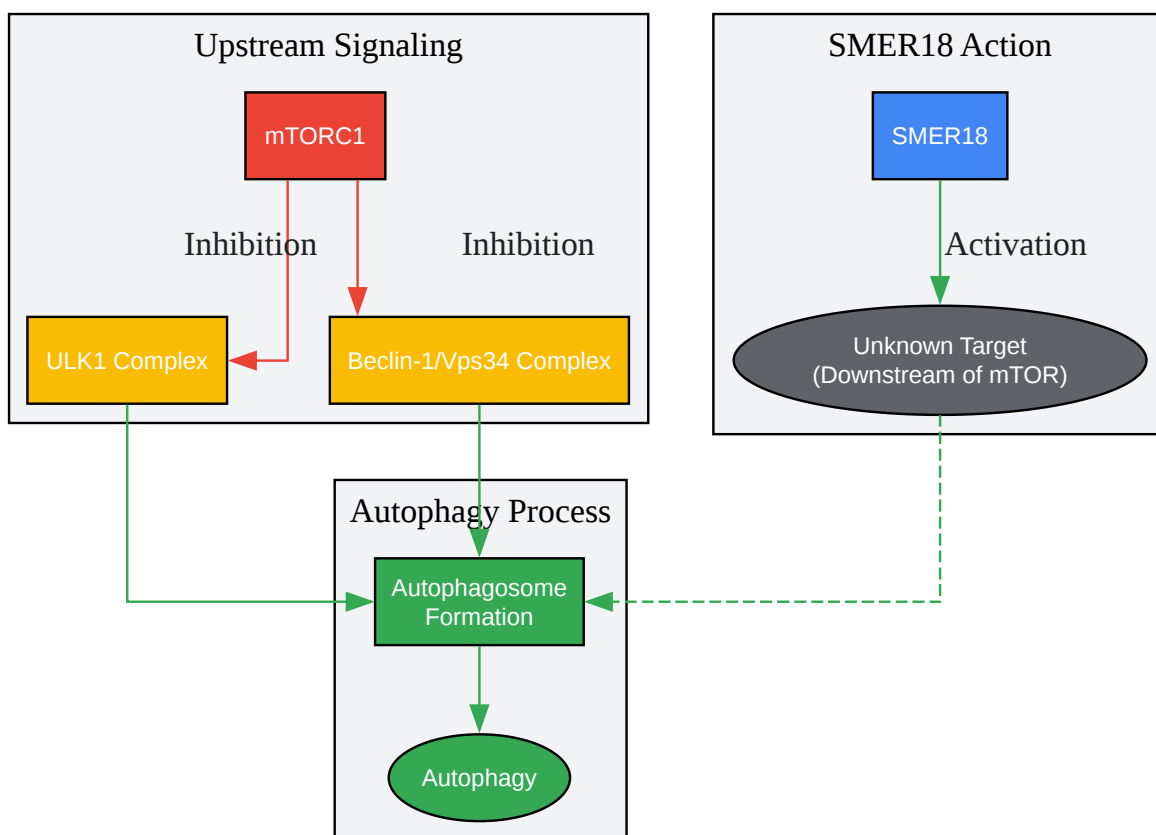 Upstream Signaling
SMER18 Action
mTORC1
SMER18
Inhibition
Inhibition
Activation
ULK1 Complex
Beclin-1/Vps34 Complex
Unknown Target
(Downstream of mTOR)
Autophagy Process
Autophagosome
Formation
Autophagy